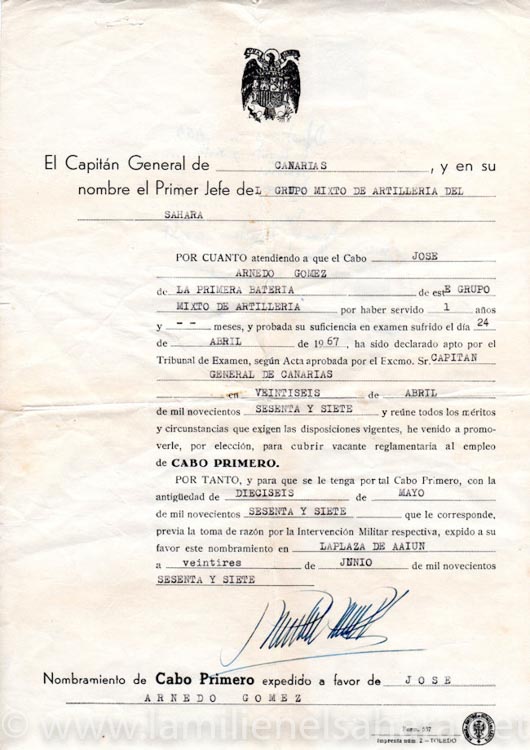 El Capitán General de CANARIAS , y en su
nombre el Primer Jefe deL GRUPO MIXTO DE ARTILLERIA DEL
SAHARA
POR CUANTO atendiendo a que el Cabo JOSE
ARNEDO GOMEZ
de LA PRIMERA BATERIA de estE GRUPO
MIXTO DE ARTILLERIA por haber servido 1 años
y -- meses, y probada su suficiencia en examen sufrido el día 24
de ABRIL de 1967, ha sido declarado apto por el
Tribunal de Examen, según Acta aprobada por el Excmo. Sr. CAPITAN
GENERAL DE CANARIAS
en VEINTISEIS de ABRIL
de mil novecientos SESENTA Y SIETE y reúne todos los méritos
y circunstancias que exigen las disposiciones vigentes, he venido a promo-
verle, por elección, para cubrir vacante reglamentaria al empleo
de CABO PRIMERO.
POR TANTO, y para que se le tenga por tal Cabo Primero, con la
antigüedad de DIECISEIS de MAYO
de mil novecientos SESENTA Y SIETE que le corresponde,
previa la toma de razón por la Intervención Militar respectiva, expido a su
favor este nombramiento en LAPLAZA DE AAIUN
a veintires de JUNIO de mil novecientos
SESENTA Y SIETE
Nombramiento de Cabo Primero expedido a favor de JOSE
ARNEDO GOMEZ
Imprenta núm. 2 - TOLEDO
© www.lamilienelsahara.eu